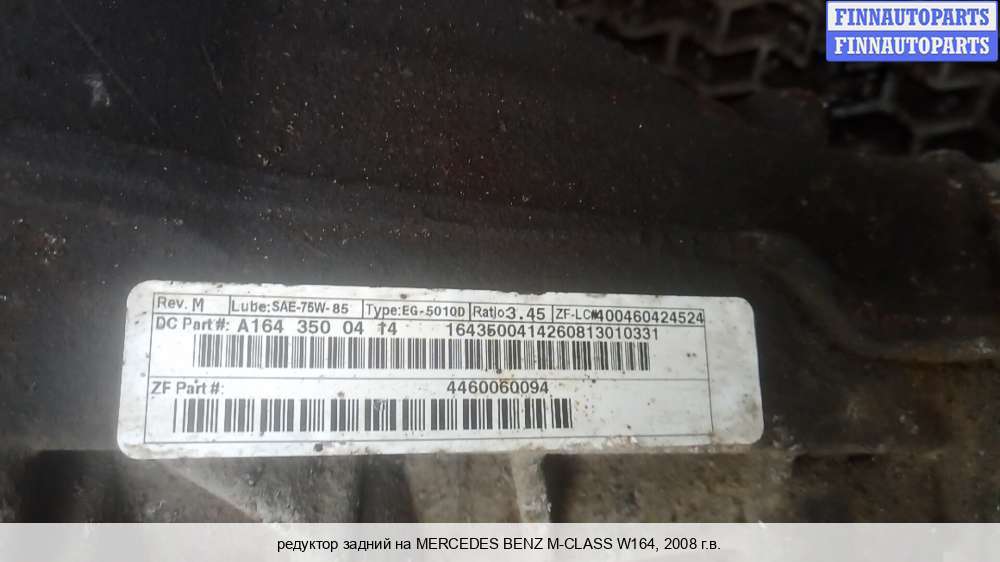 FINNAUTOPARTS
FINNAUTOPARTS
Rev. M Lube:SAE-75W-85 Type:EG-5010D Ratio:3.45 ZF-LC#400460424524
DC Part#: A164 350 04 14 1643500414260813010331
ZF Part #: 4460060094
редуктор задний на MERCEDES BENZ M-CLASS W164, 2008 г.в.